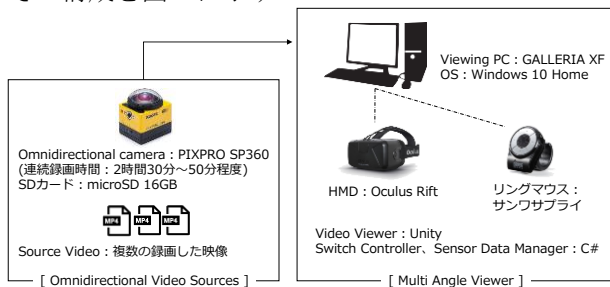 Omnidirectional camera：PIXPRO SP360
(連続録画時間：2時間30分～50分程度)
SDカード：microSD 16GB
MP4 MP4 MP4
Source Video：複数の録画した映像
[ Omnidirectional Video Sources ]
Viewing PC：GALLERIA XF
OS：Windows 10 Home
HMD：Oculus Rift
リングマウス：
サンワサプライ
Video Viewer：Unity
Switch Controller、Sensor Data Manager：C#
[ Multi Angle Viewer ]